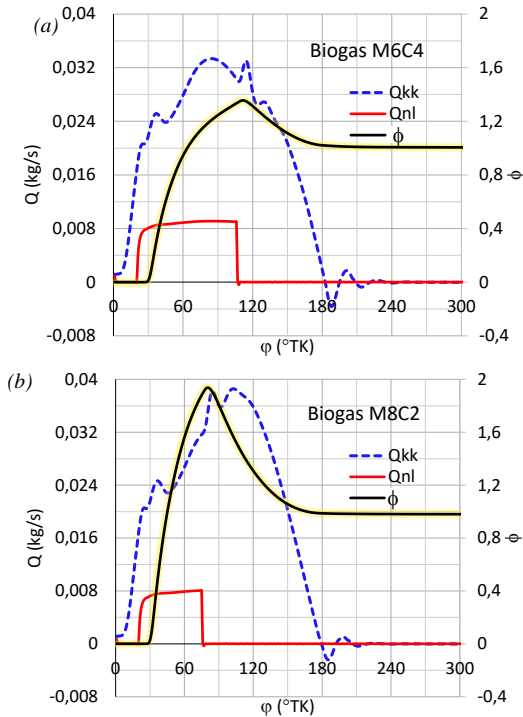 (a)
0,04
2
Biogas M6C4
0,032
1,6
Qkk
Qnl
ϕ
0,024
1,2
Q (kg/s)
0,016
0,8
ϕ
0,008
0,4
0
0
0 60 120 180 240 300
-0,008
-0,4
φ (°TK)
(b)
0,04
2
Biogas M8C2
0,032
1,6
Qkk
Qnl
ϕ
0,024
1,2
Q (kg/s)
0,016
0,8
ϕ
0,008
0,4
0
0
0 60 120 180 240 300
-0,008
-0,4
φ (°TK)